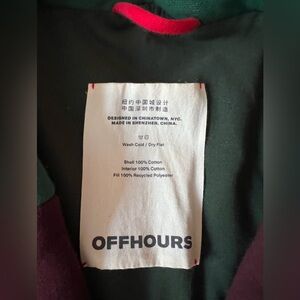 纽约中国城设计
中国深圳市制造
DESIGNED IN CHINATOWN, NYC.
MADE IN SHENZHEN, CHINA.
Wash Cold / Dry Flat
Shell 100% Cotton
Interior 100% Cotton
Fill 100% Recycled Polyester
OFFHOURS